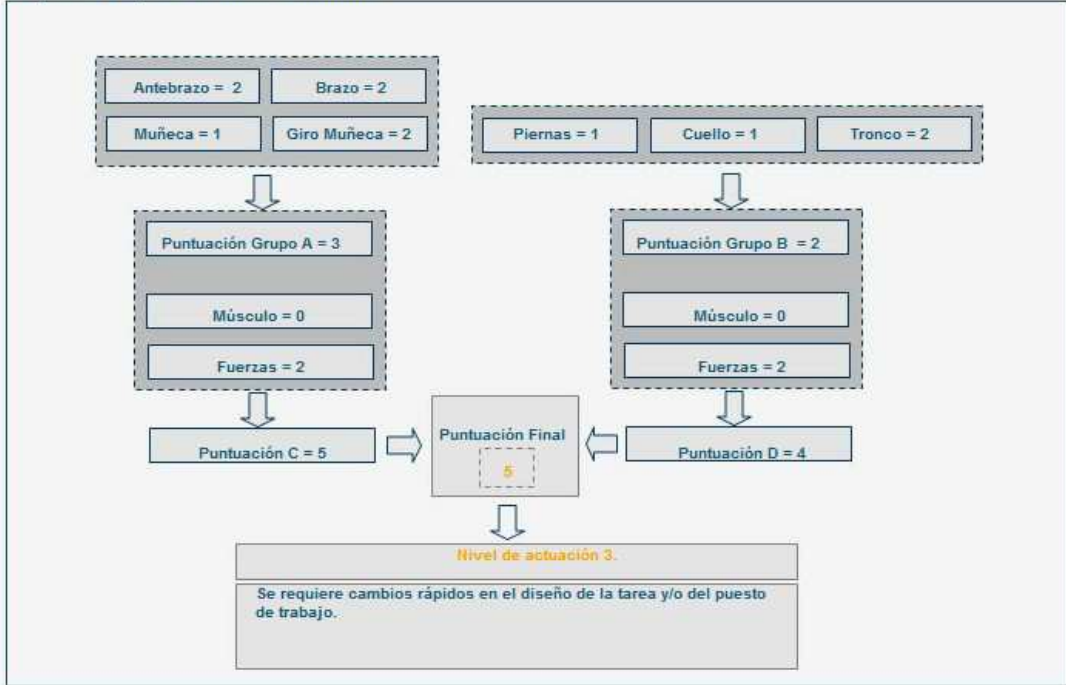 Antebrazo = 2
Brazo = 2
Muñeca = 1
Giro Muñeca = 2
Piernas = 1
Cuello = 1
Tronco = 2
Puntuación Grupo A = 3
Músculo = 0
Fuerzas = 2
Puntuación Grupo B = 2
Músculo = 0
Fuerzas = 2
Puntuación C = 5
Puntuación Final
5
Puntuación D = 4
Nivel de actuación 3.
Se requiere cambios rápidos en el diseño de la tarea y/o del puesto
de trabajo.